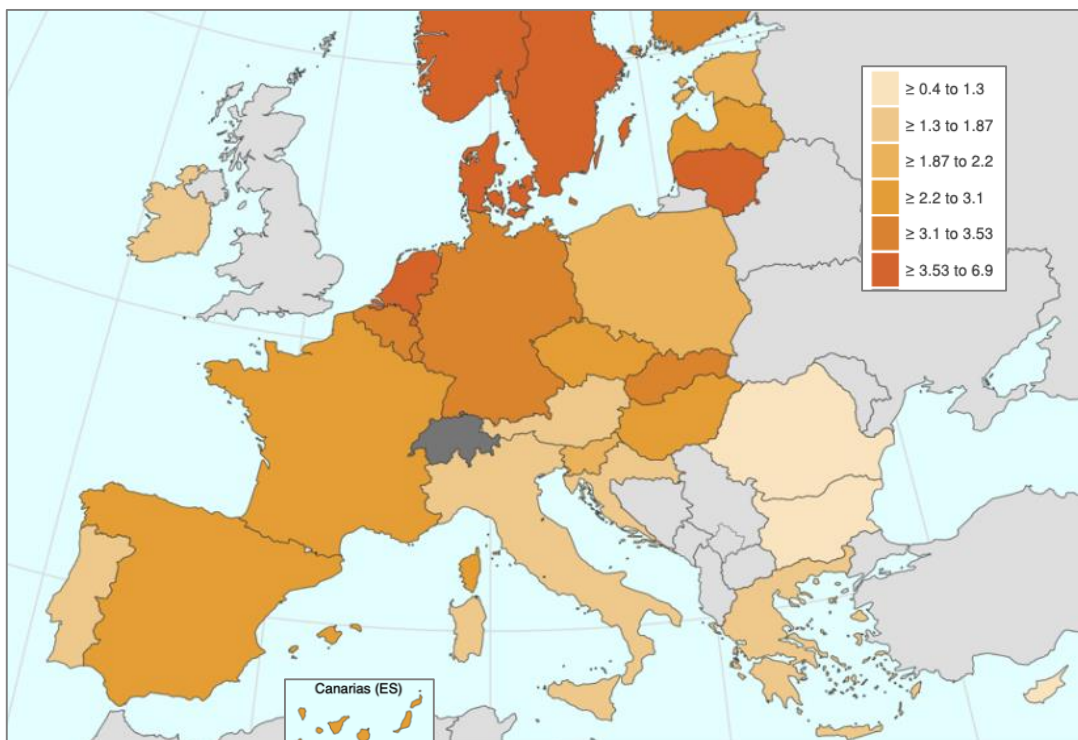 ≥ 0.4 to 1.3
≥ 1.3 to 1.87
≥ 1.87 to 2.2
≥ 2.2 to 3.1
≥ 3.1 to 3.53
≥ 3.53 to 6.9
Canarias (ES)